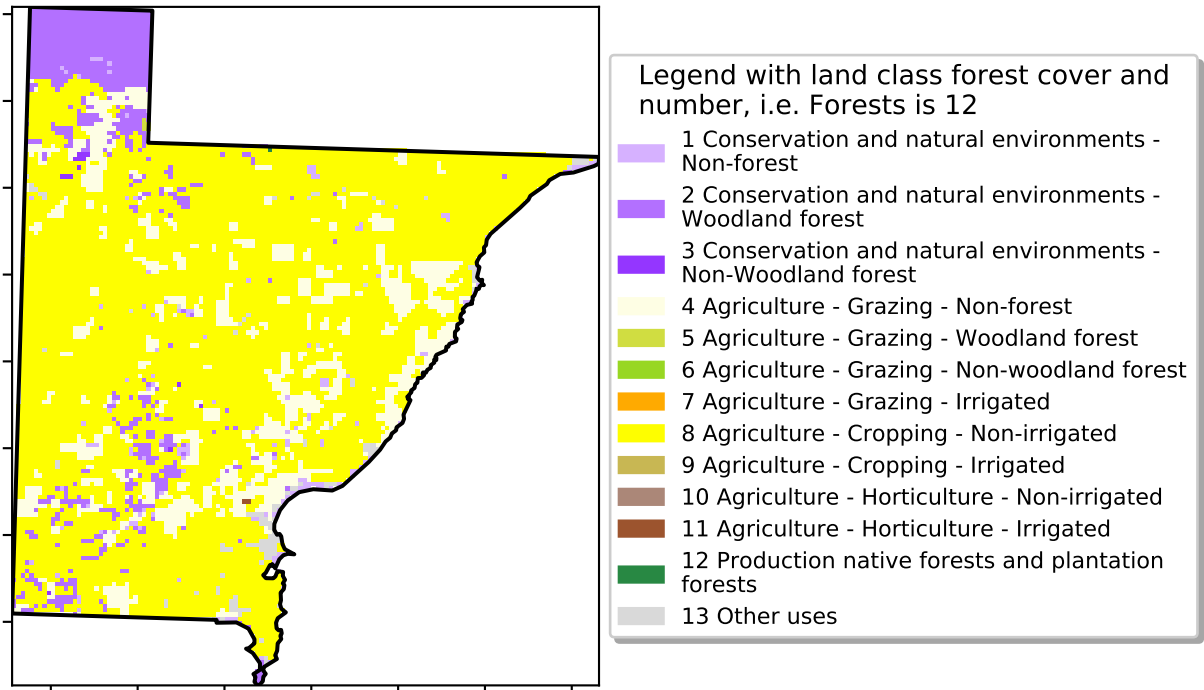 Legend with land class forest cover and
number, i.e. Forests is 12
1 Conservation and natural environments -
Non-forest
2 Conservation and natural environments -
Woodland forest
3 Conservation and natural environments -
Non-Woodland forest
4 Agriculture - Grazing - Non-forest
5 Agriculture - Grazing - Woodland forest
6 Agriculture - Grazing - Non-woodland forest
7 Agriculture - Grazing - Irrigated
8 Agriculture - Cropping - Non-irrigated
9 Agriculture - Cropping - Irrigated
10 Agriculture - Horticulture - Non-irrigated
11 Agriculture - Horticulture - Irrigated
12 Production native forests and plantation
forests
13 Other uses